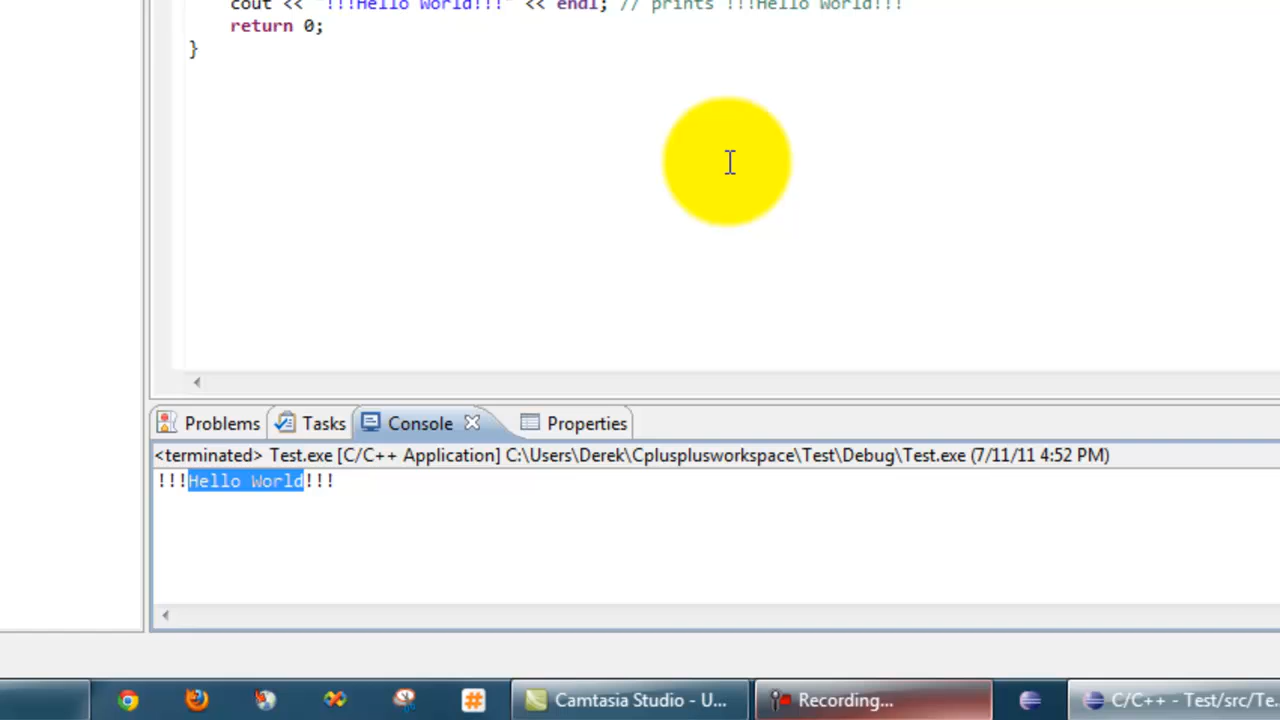 cout << "!!!Hello World!!!" << endl; // prints !!!Hello World!!!
return 0;
}
Problems Tasks Console Properties
<terminated> Test.exe [C/C++ Application] C:\Users\Derek\Cplusplusworkspace\Test\Debug\Test.exe (7/11/11 4:52 PM)
!!!Hello World!!!
Camtasia Studio - U... Recording... C/C++ - Test/src/Te...